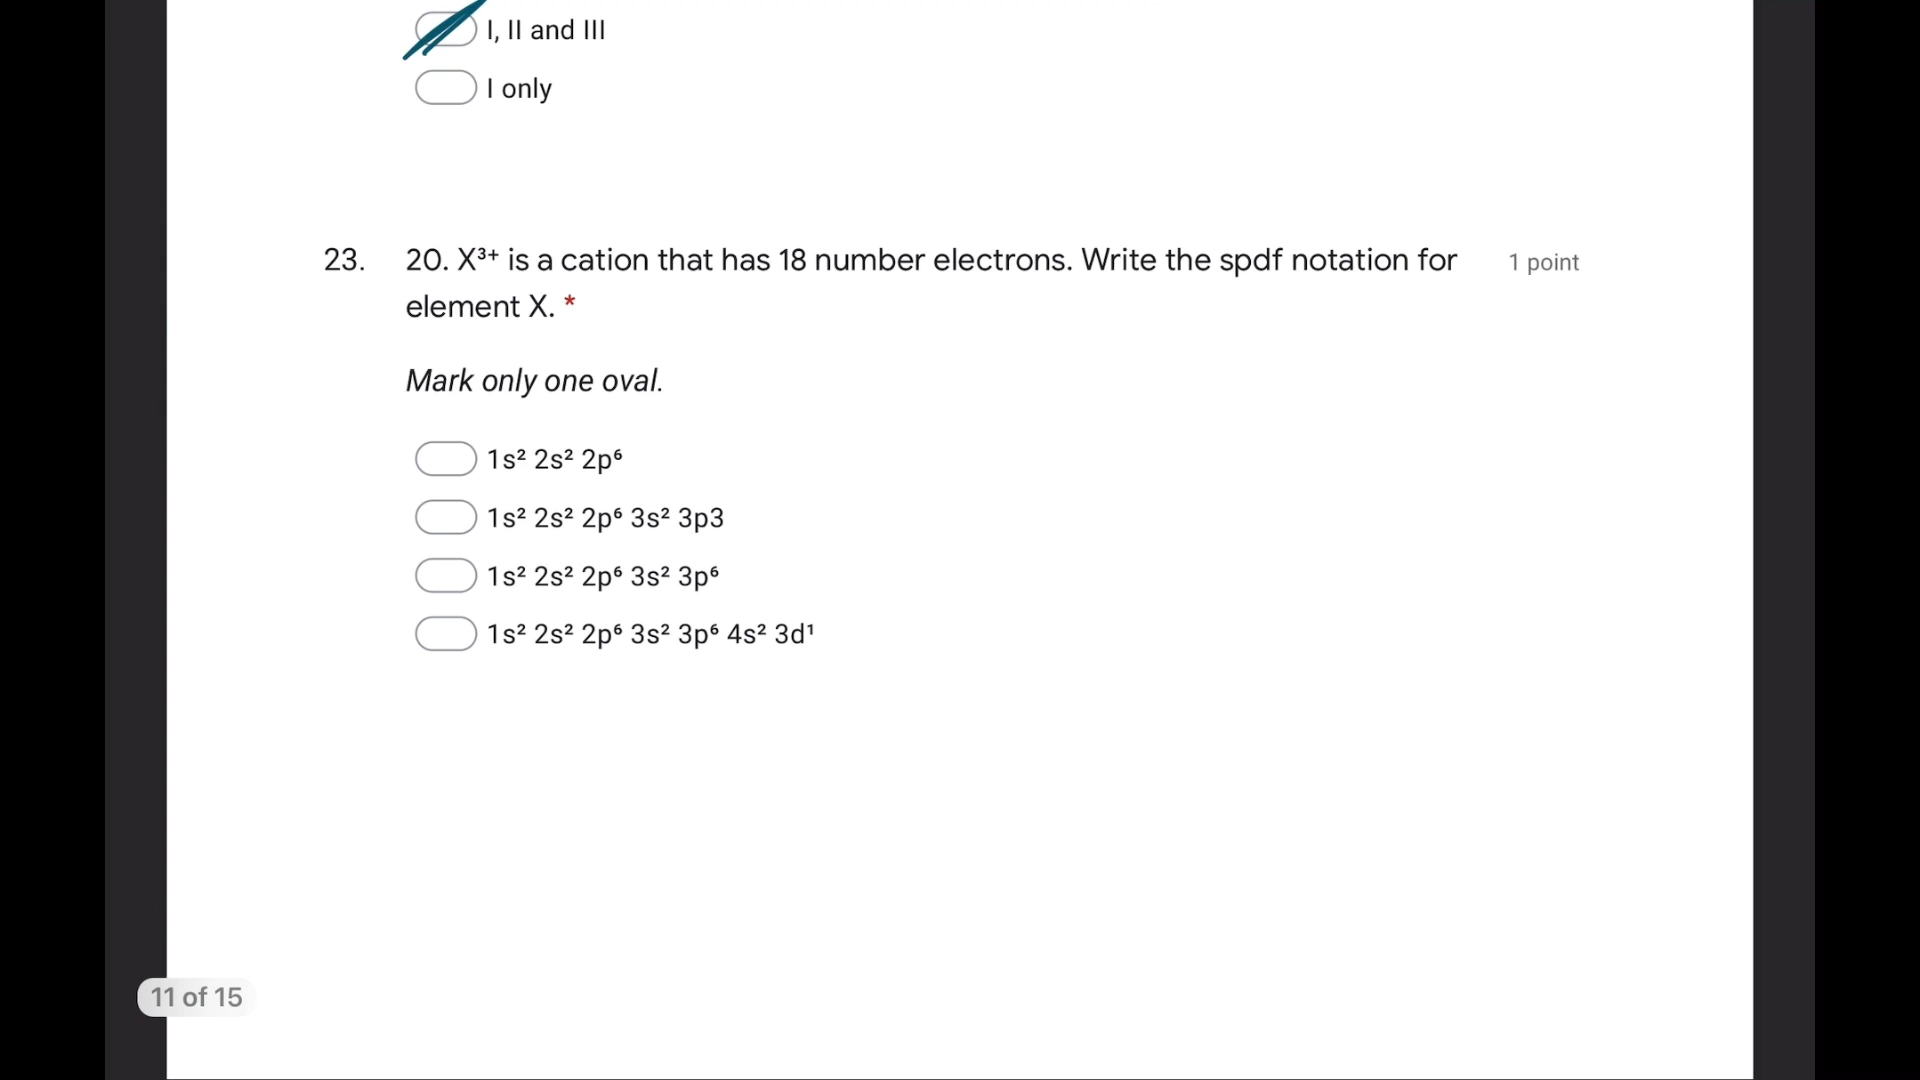 I, II and III
I only
23. 20. X³⁺ is a cation that has 18 number electrons. Write the spdf notation for 1 point
element X. *
Mark only one oval.
1s² 2s² 2p⁶
1s² 2s² 2p⁶ 3s² 3p3
1s² 2s² 2p⁶ 3s² 3p⁶
1s² 2s² 2p⁶ 3s² 3p⁶ 4s² 3d¹
11 of 15